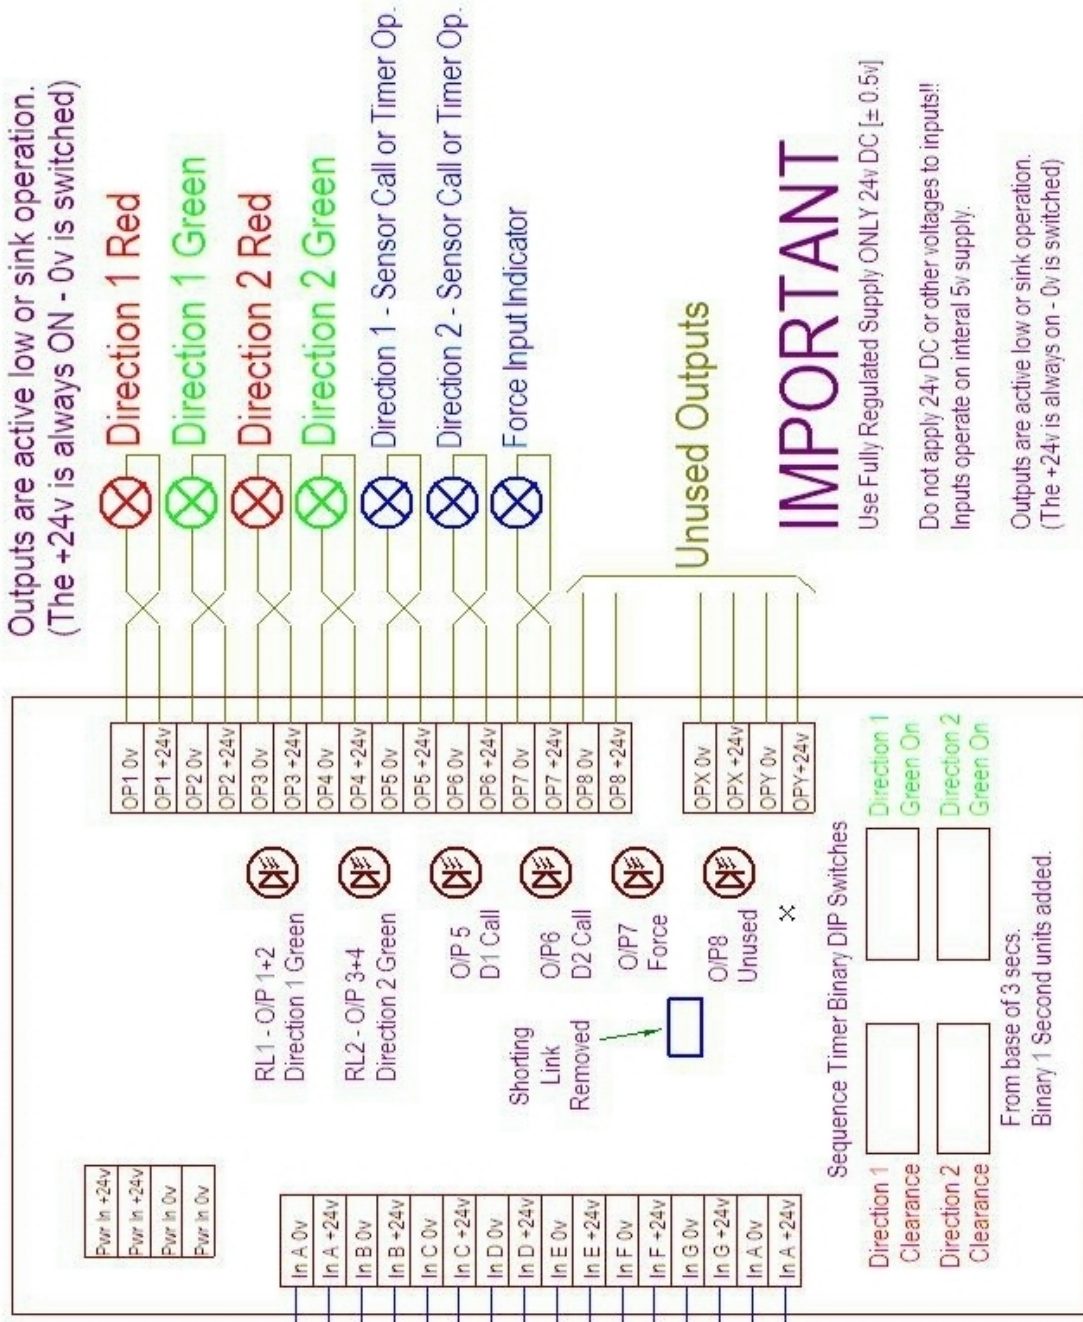 Outputs are active low or sink operation.
(The +24v is always ON - 0v is switched)
Direction 1 Red
Direction 1 Green
Direction 2 Red
Direction 2 Green
Direction 1 - Sensor Call or Timer Op.
Direction 2 - Sensor Call or Timer Op.
Force Input Indicator
Unused Outputs
IMPORTANT
Use Fully Regulated Supply ONLY 24v DC [± 0.5v]
Do not apply 24v DC or other voltages to inputs!!
Inputs operate on interal 5v supply.
Outputs are active low or sink operation.
(The +24v is always on - 0v is switched)
OP1 0v
OP1 +24v
OP2 0v
OP2 +24v
OP3 0v
OP3 +24v
OP4 0v
OP4 +24v
OP5 0v
OP5 +24v
OP6 0v
OP6 +24v
OP7 0v
OP7 +24v
OP8 0v
OP8 +24v
OPX 0v
OPX +24v
OPY 0v
OPY+24v
RL1 - O/P 1+2
Direction 1 Green
RL2 - O/P 3+4
Direction 2 Green
O/P 5
D1 Call
O/P6
D2 Call
O/P7
Force
O/P8
Unused
Shorting
Link
Removed
Sequence Timer Binary DIP Switches
Direction 1
Green On
Direction 2
Green On
Direction 1
Clearance
Direction 2
Clearance
From base of 3 secs.
Binary 1 Second units added.
Pwr In +24v
Pwr In +24v
Pwr In 0v
Pwr In 0v
In A 0v
In A +24v
In B 0v
In B +24v
In C 0v
In C +24v
In D 0v
In D +24v
In E 0v
In E +24v
In F 0v
In F +24v
In G 0v
In G +24v
In A 0v
In A +24v